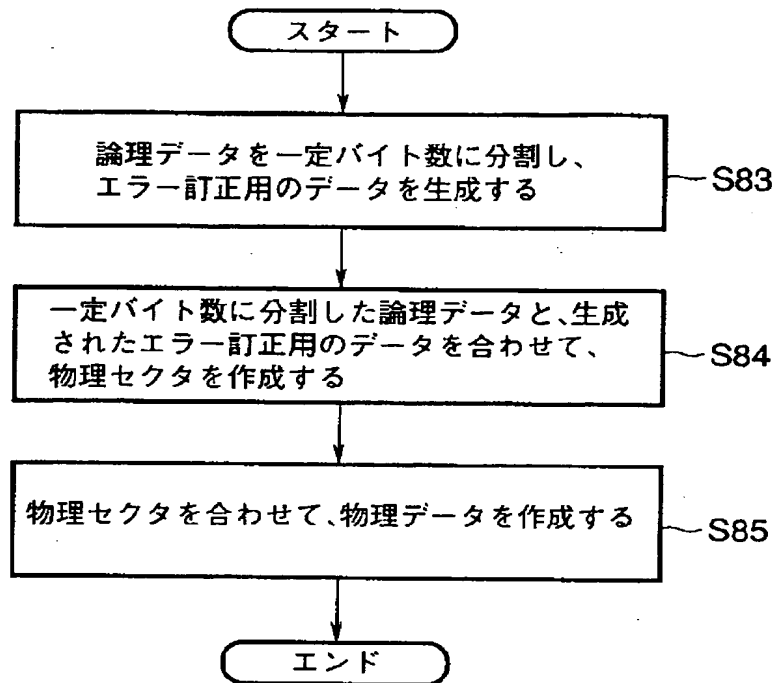 スタート
論理データを一定バイト数に分割し、
エラー訂正用のデータを生成する
S83
一定バイト数に分割した論理データと、生成
されたエラー訂正用のデータを合わせて、
物理セクタを作成する
S84
物理セクタを合わせて、物理データを作成する
S85
エンド